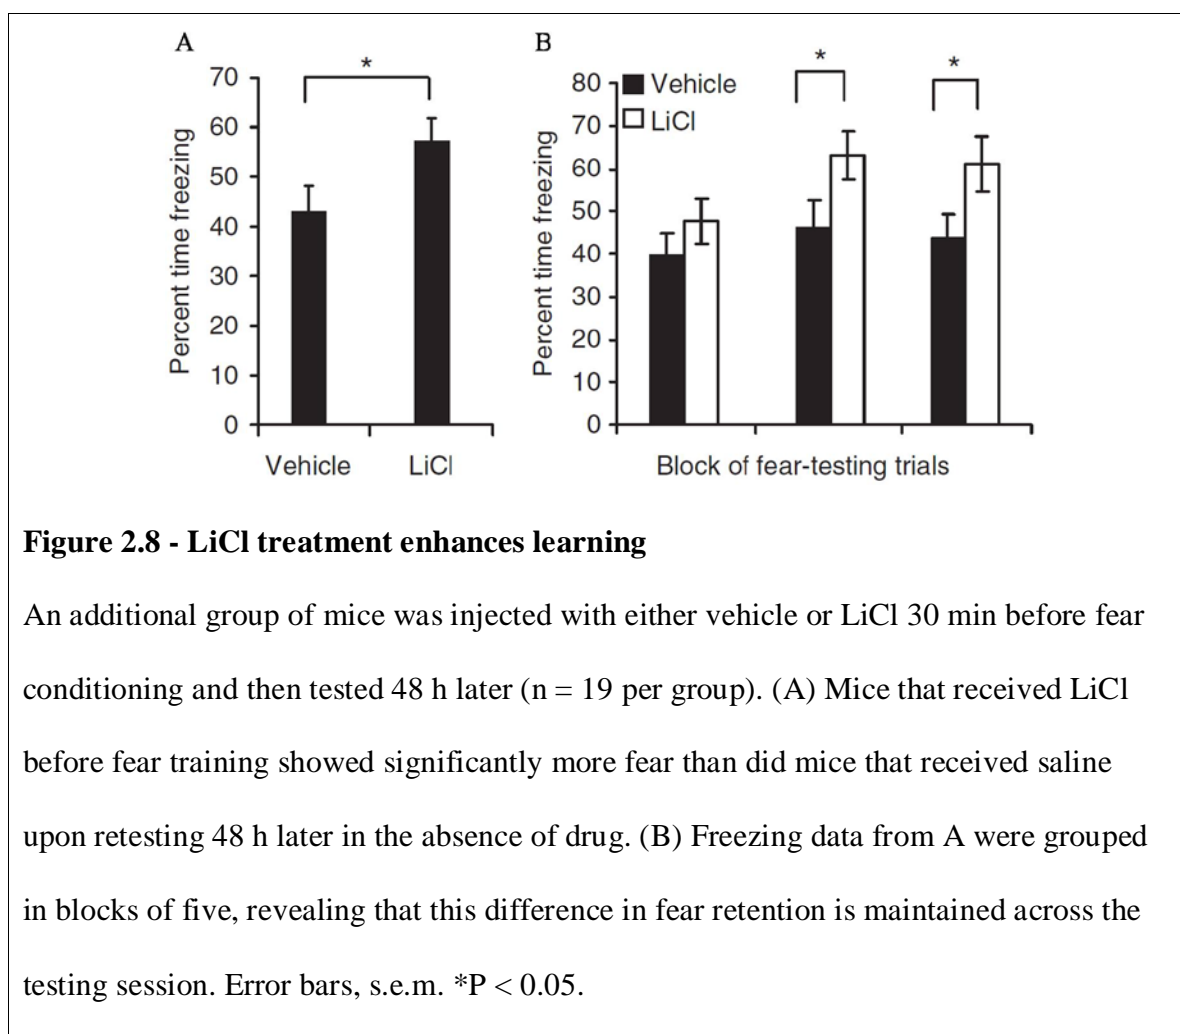 A
B
*
*
*
70
60
50
40
30
20
10
0
Percent time freezing
Vehicle
LiCl
80
70
60
50
40
30
20
10
0
Percent time freezing
Vehicle
LiCl
Block of fear-testing trials
Figure 2.8 - LiCl treatment enhances learning
An additional group of mice was injected with either vehicle or LiCl 30 min before fear
conditioning and then tested 48 h later (n = 19 per group). (A) Mice that received LiCl
before fear training showed significantly more fear than did mice that received saline
upon retesting 48 h later in the absence of drug. (B) Freezing data from A were grouped
in blocks of five, revealing that this difference in fear retention is maintained across the
testing session. Error bars, s.e.m. *P < 0.05.